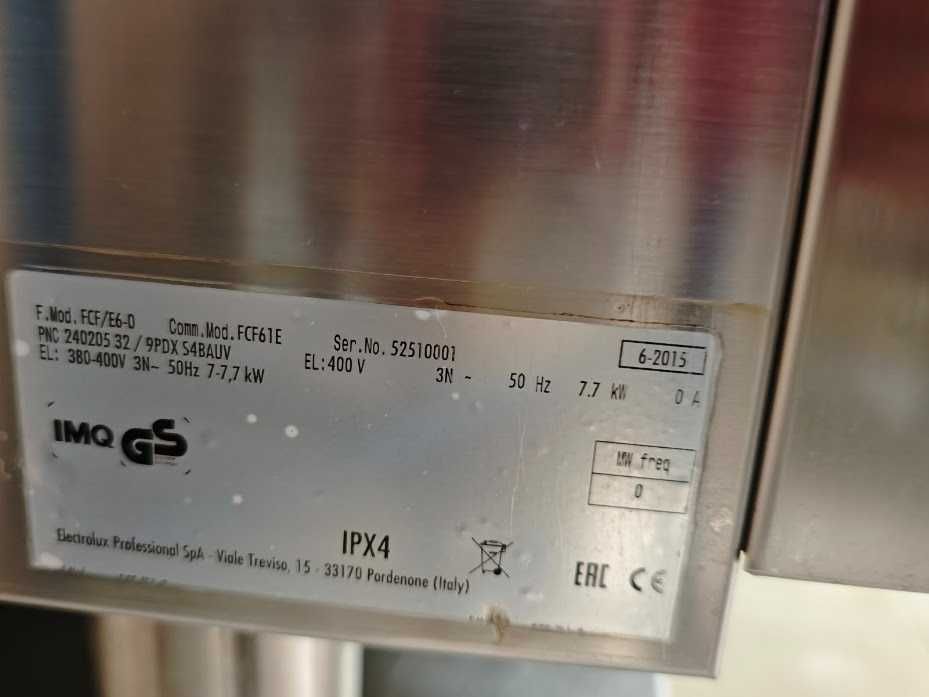 F.Mod. FCF/E6-0 Comm.Mod.FCF61E Ser.No. 52510001 6-2015
PNC 240205 32 / 9PDX S4BAUV
EL: 380-400V 3N~ 50Hz 7-7,7 kW EL:400 V 3N ~ 50 Hz 7.7 kW 0 A
IMQ GS
MW freq
0
IPX4
Electrolux Professional SpA - Viale Treviso, 15 - 33170 Pordenone (Italy)
EAC CE